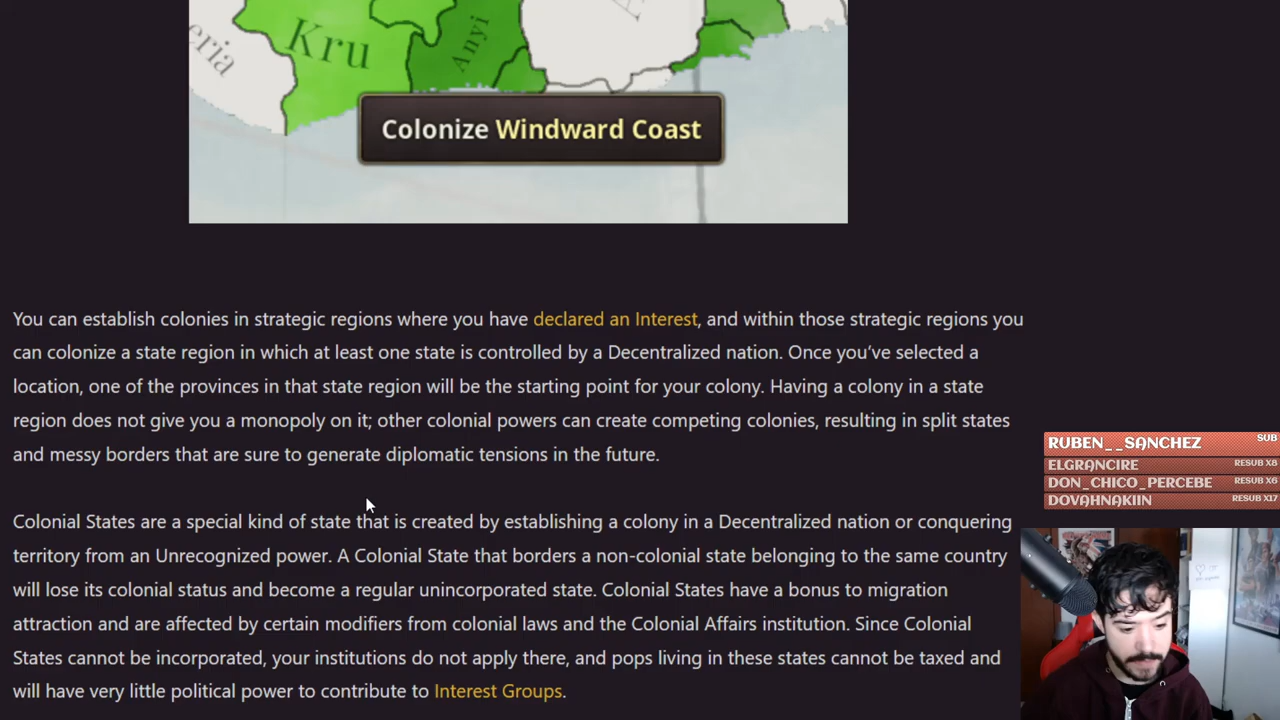 eria
Kru
Anyi
A
Colonize Windward Coast
You can establish colonies in strategic regions where you have declared an Interest, and within those strategic regions you
can colonize a state region in which at least one state is controlled by a Decentralized nation. Once you’ve selected a
location, one of the provinces in that state region will be the starting point for your colony. Having a colony in a state
region does not give you a monopoly on it; other colonial powers can create competing colonies, resulting in split states
and messy borders that are sure to generate diplomatic tensions in the future.
Colonial States are a special kind of state that is created by establishing a colony in a Decentralized nation or conquering
territory from an Unrecognized power. A Colonial State that borders a non-colonial state belonging to the same country
will lose its colonial status and become a regular unincorporated state. Colonial States have a bonus to migration
attraction and are affected by certain modifiers from colonial laws and the Colonial Affairs institution. Since Colonial
States cannot be incorporated, your institutions do not apply there, and pops living in these states cannot be taxed and
will have very little political power to contribute to Interest Groups.
RUBEN__SANCHEZ SUB
ELGRANCIRE RESUB X8
DON_CHICO_PERCEBE RESUB X6
DOVAHNAKIIN RESUB X17